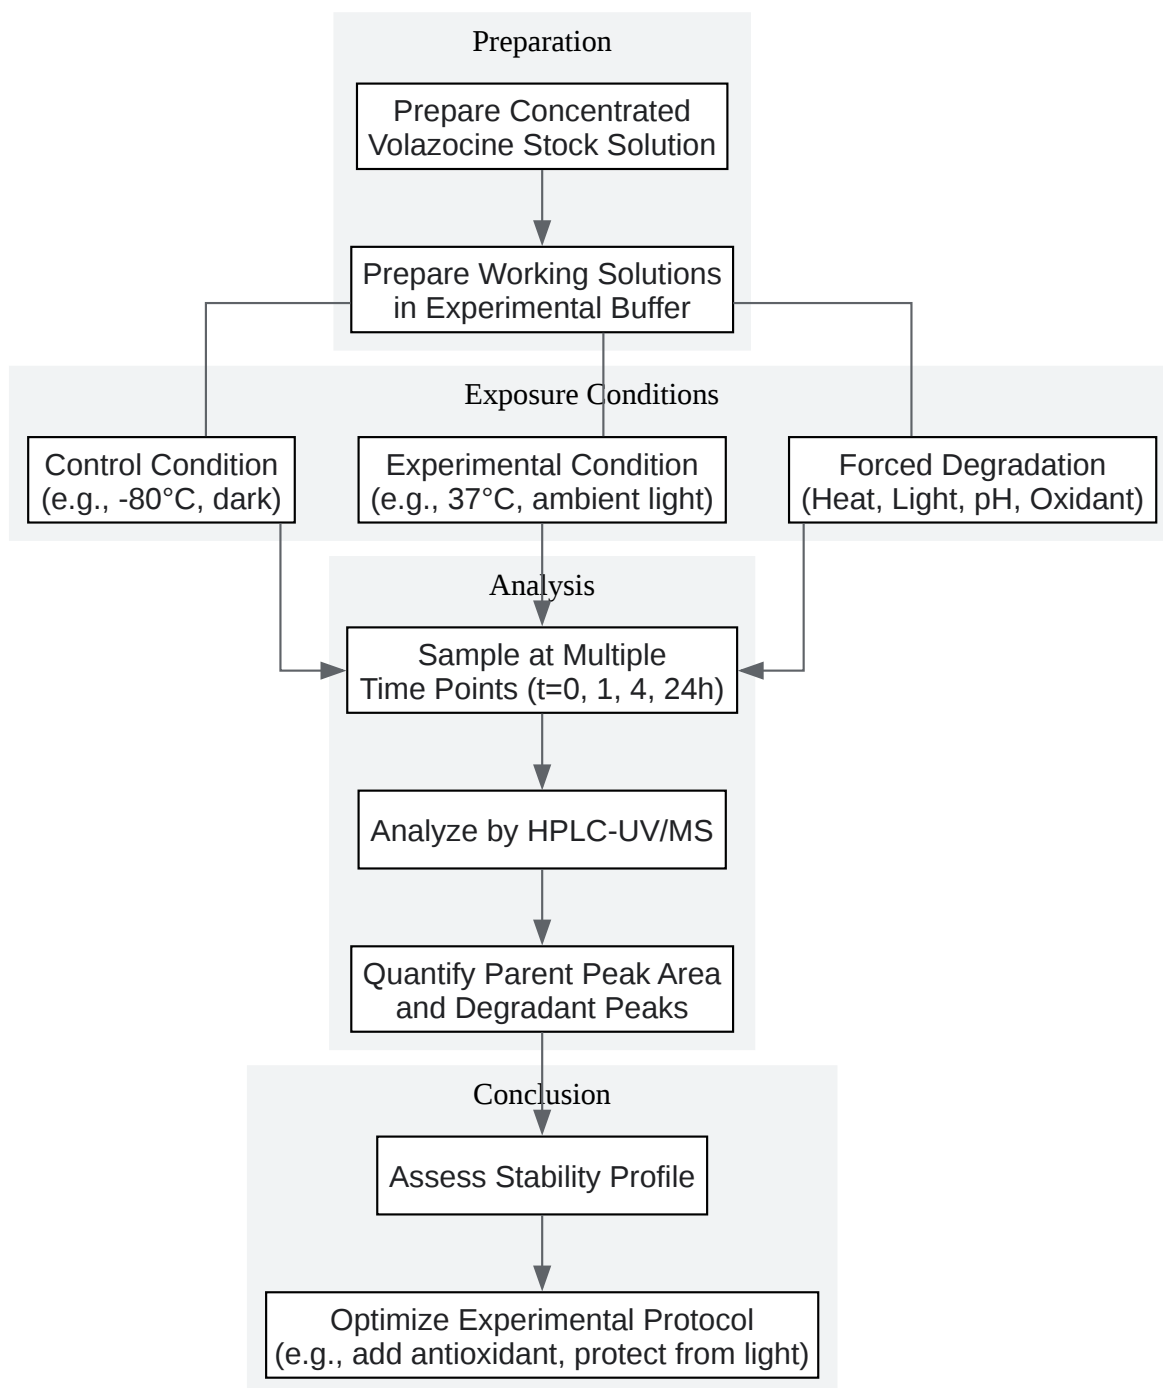 Preparation
Prepare Concentrated
Volazocine Stock Solution
Prepare Working Solutions
in Experimental Buffer
Exposure Conditions
Control Condition
(e.g., -80°C, dark)
Experimental Condition
(e.g., 37°C, ambient light)
Forced Degradation
(Heat, Light, pH, Oxidant)
Analysis
Sample at Multiple
Time Points (t=0, 1, 4, 24h)
Analyze by HPLC-UV/MS
Quantify Parent Peak Area
and Degradant Peaks
Conclusion
Assess Stability Profile
Optimize Experimental Protocol
(e.g., add antioxidant, protect from light)